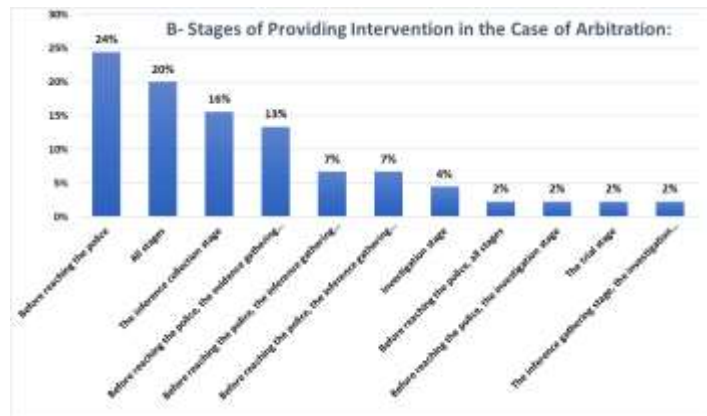 B- Stages of Providing Intervention in the Case of Arbitration:
30%
25%
20%
15%
10%
5%
0%
24%
20%
16%
13%
7%
7%
4%
2%
2%
2%
2%
Before reaching the police
All stages
The inference collection stage
Before reaching the police, the evidence gathering...
Before reaching the police, the inference gathering...
Before reaching the police, the inference gathering...
Investigation stage
Before reaching the police, all stages
Before reaching the police, the investigation stage
The trial stage
The inference gathering stage, the investigation...